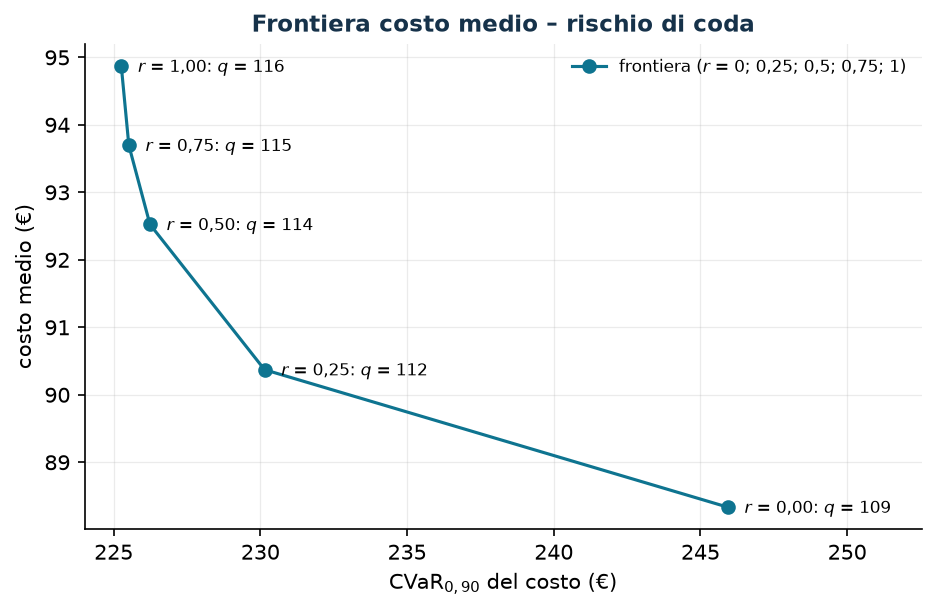 Frontiera costo medio – rischio di coda
frontiera (r = 0; 0,25; 0,5; 0,75; 1)
r = 1,00: q = 116
r = 0,75: q = 115
r = 0,50: q = 114
r = 0,25: q = 112
r = 0,00: q = 109
costo medio (€)
95
94
93
92
91
90
89
225 230 235 240 245 250
CVaR0,90 del costo (€)